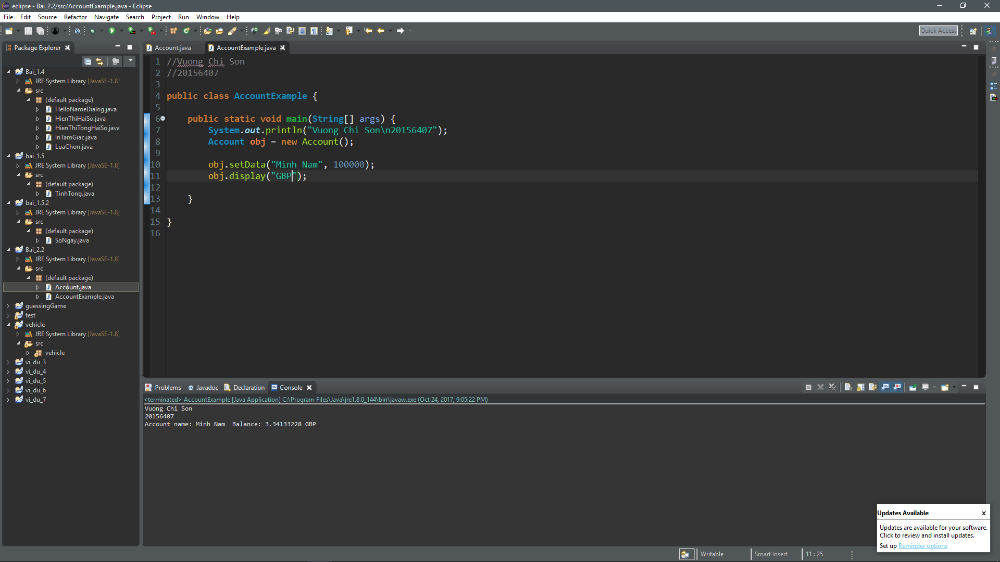 eclipse - Bai_2.2/src/AccountExample.java - Eclipse
File Edit Source Refactor Navigate Search Project Run Window Help
Quick Access
Package Explorer
Bai_1.4
JRE System Library [JavaSE-1.8]
src
(default package)
HelloNameDialog.java
HienThiHaiSo.java
HienThiTongHaiSo.java
InTamGiac.java
LuaChon.java
bai_1.5
JRE System Library [JavaSE-1.8]
src
(default package)
TinhTong.java
bai_1.5.2
JRE System Library [JavaSE-1.8]
src
(default package)
SoNgay.java
Bai_2.2
JRE System Library [JavaSE-1.8]
src
(default package)
Account.java
AccountExample.java
guessingGame
test
vehicle
JRE System Library [JavaSE-1.8]
src
vehicle
vi_du_3
vi_du_4
vi_du_5
vi_du_6
vi_du_7
Account.java AccountExample.java
1 //Vuong Chi Son
2 //20156407
3
4 public class AccountExample {
5
6 public static void main(String[] args) {
7 System.out.println("Vuong Chi Son\n20156407");
8 Account obj = new Account();
9
10 obj.setData("Minh Nam", 100000);
11 obj.display("GBP");
12
13 }
14
15 }
16
Problems Javadoc Declaration Console
<terminated> AccountExample [Java Application] C:\Program Files\Java\jre1.8.0_144\bin\javaw.exe (Oct 24, 2017, 9:05:22 PM)
Vuong Chi Son
20156407
Account name: Minh Nam Balance: 3.34133228 GBP
Updates Available
Updates are available for your software.
Click to review and install updates.
Set up Reminder options
Writable Smart Insert 11 : 25